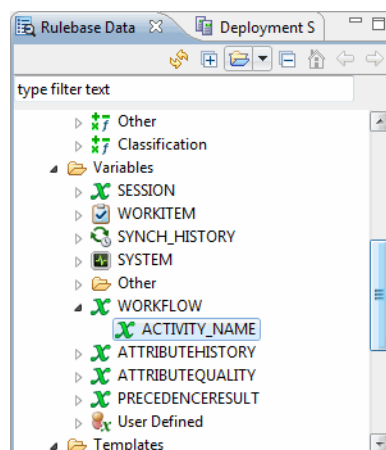 Rulebase Data Deployment S
type filter text
Other
Classification
Variables
SESSION
WORKITEM
SYNCH_HISTORY
SYSTEM
Other
WORKFLOW
ACTIVITY_NAME
ATTRIBUTEHISTORY
ATTRIBUTEQUALITY
PRECEDENCERESULT
User Defined
Templates